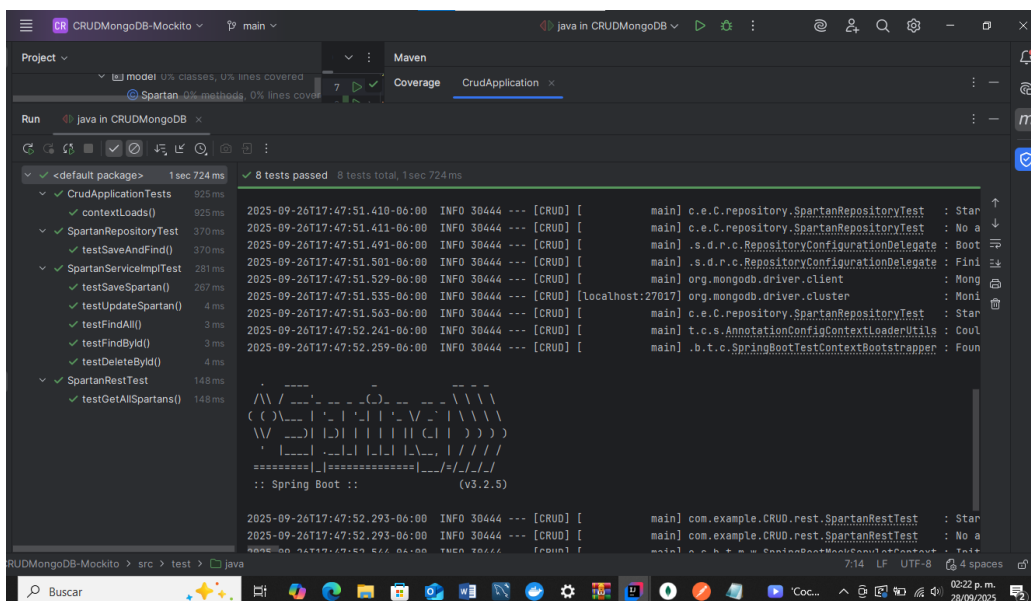 CR CRUDMongoDB-Mockito main java in CRUDMongoDB
Project Maven
model 0% classes, 0% lines covered
7
Coverage CrudApplication
Spartan 0% methods, 0% lines cover
Run java in CRUDMongoDB
<default package> 1 sec 724 ms
8 tests passed 8 tests total, 1 sec 724 ms
CrudApplicationTests 925 ms
contextLoads() 925 ms
SpartanRepositoryTest 370 ms
testSaveAndFind() 370 ms
SpartanServiceImplTest 281 ms
testSaveSpartan() 267 ms
testUpdateSpartan() 4 ms
testFindAll() 3 ms
testFindById() 3 ms
testDeleteById() 4 ms
SpartanRestTest 148 ms
testGetAllSpartans() 148 ms
2025-09-26T17:47:51.410-06:00 INFO 30444 --- [CRUD] [ main] c.e.C.repository.SpartanRepositoryTest : Star
2025-09-26T17:47:51.411-06:00 INFO 30444 --- [CRUD] [ main] c.e.C.repository.SpartanRepositoryTest : No a
2025-09-26T17:47:51.491-06:00 INFO 30444 --- [CRUD] [ main] .s.d.r.c.RepositoryConfigurationDelegate : Boot
2025-09-26T17:47:51.501-06:00 INFO 30444 --- [CRUD] [ main] .s.d.r.c.RepositoryConfigurationDelegate : Fini
2025-09-26T17:47:51.529-06:00 INFO 30444 --- [CRUD] [ main] org.mongodb.driver.client : Mong
2025-09-26T17:47:51.535-06:00 INFO 30444 --- [CRUD] [localhost:27017] org.mongodb.driver.cluster : Moni
2025-09-26T17:47:51.563-06:00 INFO 30444 --- [CRUD] [ main] c.e.C.repository.SpartanRepositoryTest : Star
2025-09-26T17:47:52.241-06:00 INFO 30444 --- [CRUD] [ main] t.c.s.AnnotationConfigContextLoaderUtils : Coul
2025-09-26T17:47:52.259-06:00 INFO 30444 --- [CRUD] [ main] .b.t.c.SpringBootTestContextBootstrapper : Foun
:: Spring Boot :: (v3.2.5)
2025-09-26T17:47:52.293-06:00 INFO 30444 --- [CRUD] [ main] com.example.CRUD.rest.SpartanRestTest : Star
2025-09-26T17:47:52.293-06:00 INFO 30444 --- [CRUD] [ main] com.example.CRUD.rest.SpartanRestTest : No a
RUDMongoDB-Mockito > src > test > java 7:14 LF UTF-8 4 spaces
Buscar 'Coc... 02:22 p. m.
28/09/2025